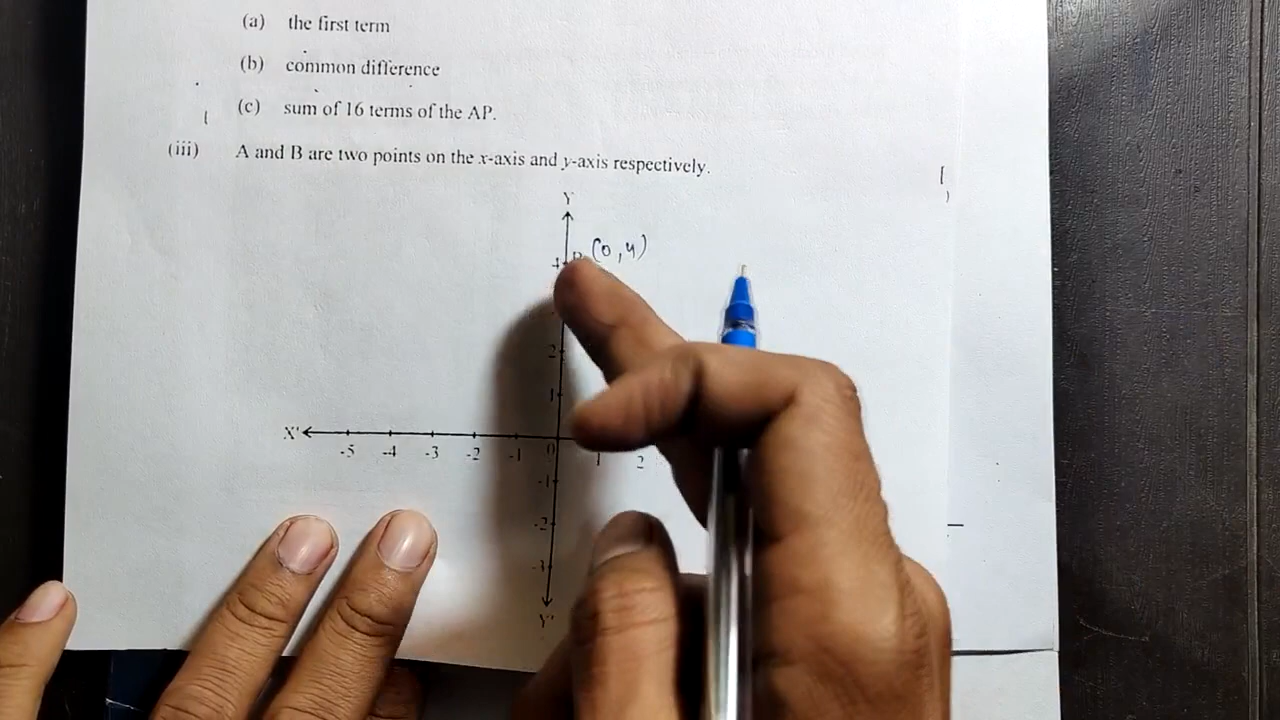 (a) the first term
(b) common difference
(c) sum of 16 terms of the AP.
(iii) A and B are two points on the x-axis and y-axis respectively.
[
)
Y
4 (0,4)
2
1
X'
-5 -4 -3 -2 -1 0 1 2
-1
-2
-3
Y'